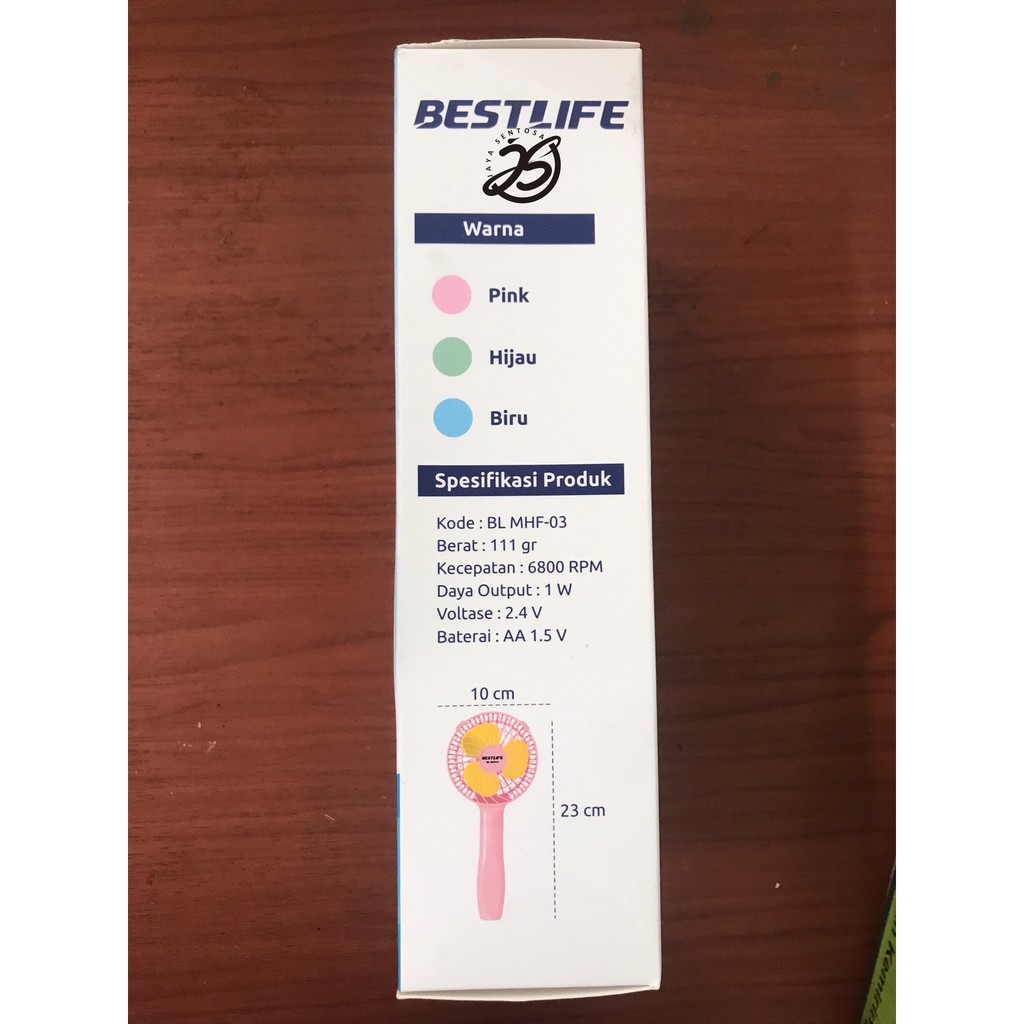 BESTLIFE
JAYA SENTOSA
JS
Warna
Pink
Hijau
Biru
Spesifikasi Produk
Kode : BL MHF-03
Berat : 111 gr
Kecepatan : 6800 RPM
Daya Output : 1 W
Voltase : 2.4 V
Baterai : AA 1.5 V
10 cm
BESTLIFE
23 cm